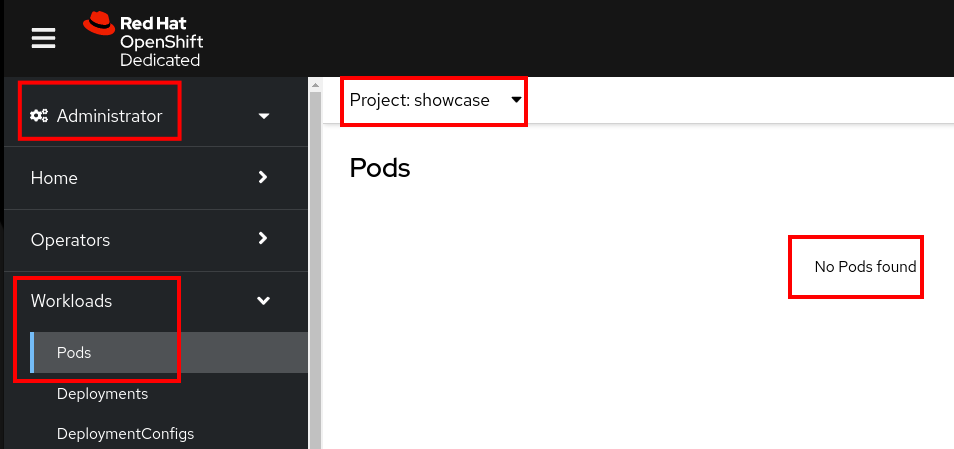 Red Hat
OpenShift
Dedicated
Administrator
Home
Operators
Workloads
Pods
Deployments
DeploymentConfigs
Project: showcase
Pods
No Pods found